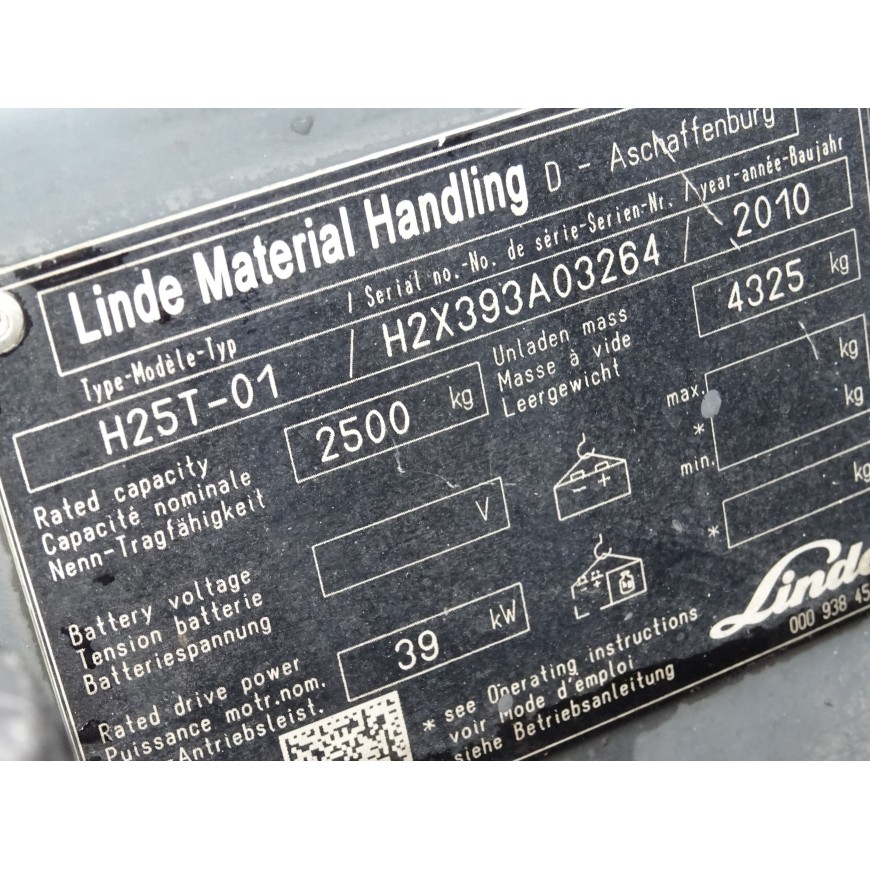 Linde Material Handling D - Aschaffenburg
Type-Modèle-Typ / Serial no.-No. de série-Serien-Nr. / year-année-Baujahr
H25T-01 / H2X393A03264 / 2010
Rated capacity
Capacité nominale
Nenn-Tragfähigkeit
2500 kg
Unladen mass
Masse à vide
Leergewicht
4325 kg
Battery voltage
Tension batterie
Batteriespannung
V
max. kg
*
min. kg
* kg
Rated drive power
Puissance motr.nom.
-Antriebsleist.
39 kW
* see Operating instructions
voir Mode d'emploi
siehe Betriebsanleitung
Linde
000 938 45